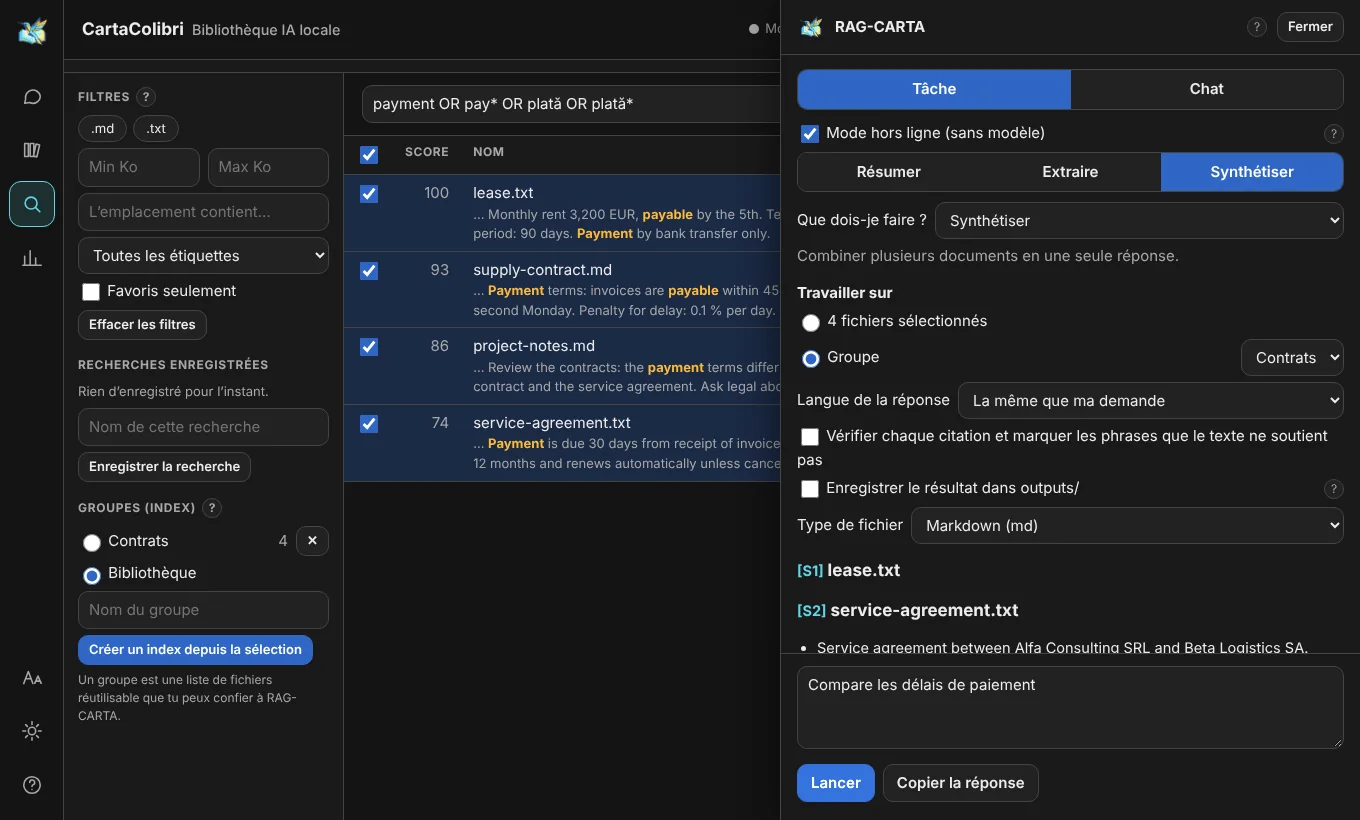 CartaColibri Bibliothèque IA locale
FILTRES ?
.md .txt
Min Ko Max Ko
L’emplacement contient…
Toutes les étiquettes
Favoris seulement
Effacer les filtres
RECHERCHES ENREGISTRÉES
Rien d’enregistré pour l’instant.
Nom de cette recherche
Enregistrer la recherche
GROUPES (INDEX) ?
Contrats 4 ×
Bibliothèque
Nom du groupe
Créer un index depuis la sélection
Un groupe est une liste de fichiers
réutilisable que tu peux confier à RAG-
CARTA.
AA
?
payment OR pay* OR plată OR plată*
SCORE NOM
100 lease.txt
... Monthly rent 3,200 EUR, payable by the 5th. Te
period: 90 days. Payment by bank transfer only.
93 supply-contract.md
... Payment terms: invoices are payable within 45
second Monday. Penalty for delay: 0.1 % per day.
86 project-notes.md
... Review the contracts: the payment terms differ
contract and the service agreement. Ask legal abo
74 service-agreement.txt
... Payment is due 30 days from receipt of invoice
12 months and renews automatically unless cance
RAG-CARTA ? Fermer
Tâche Chat
Mode hors ligne (sans modèle) ?
Résumer Extraire Synthétiser
Que dois-je faire ? Synthétiser
Combiner plusieurs documents en une seule réponse.
Travailler sur
4 fichiers sélectionnés
Groupe Contrats
Langue de la réponse La même que ma demande
Vérifier chaque citation et marquer les phrases que le texte ne soutient
pas
Enregistrer le résultat dans outputs/ ?
Type de fichier Markdown (md)
[S1] lease.txt
[S2] service-agreement.txt
• Service agreement between Alfa Consulting SRL and Beta Logistics SA.
Compare les délais de paiement
Lancer Copier la réponse